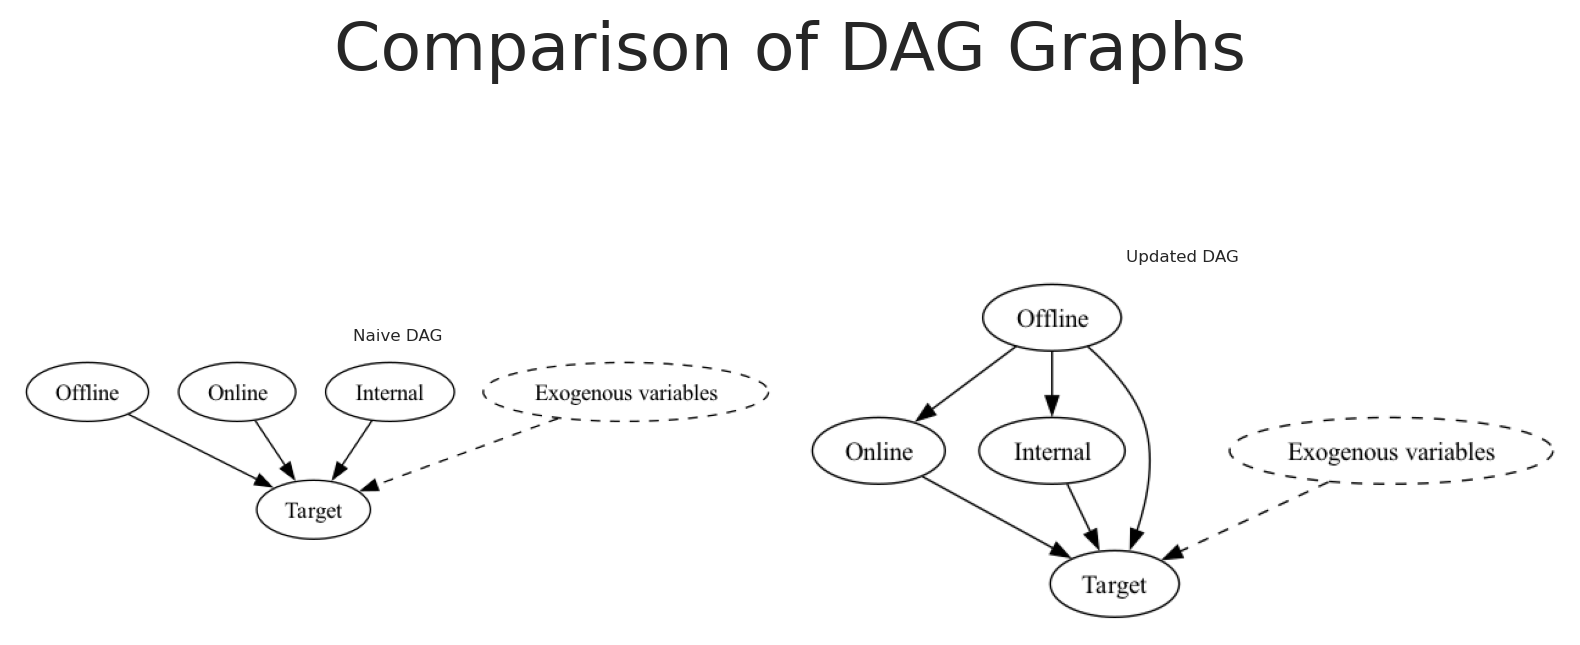 Comparison of DAG Graphs
Naive DAG
Offline
Online
Internal
Exogenous variables
Target
Updated DAG
Offline
Online
Internal
Exogenous variables
Target